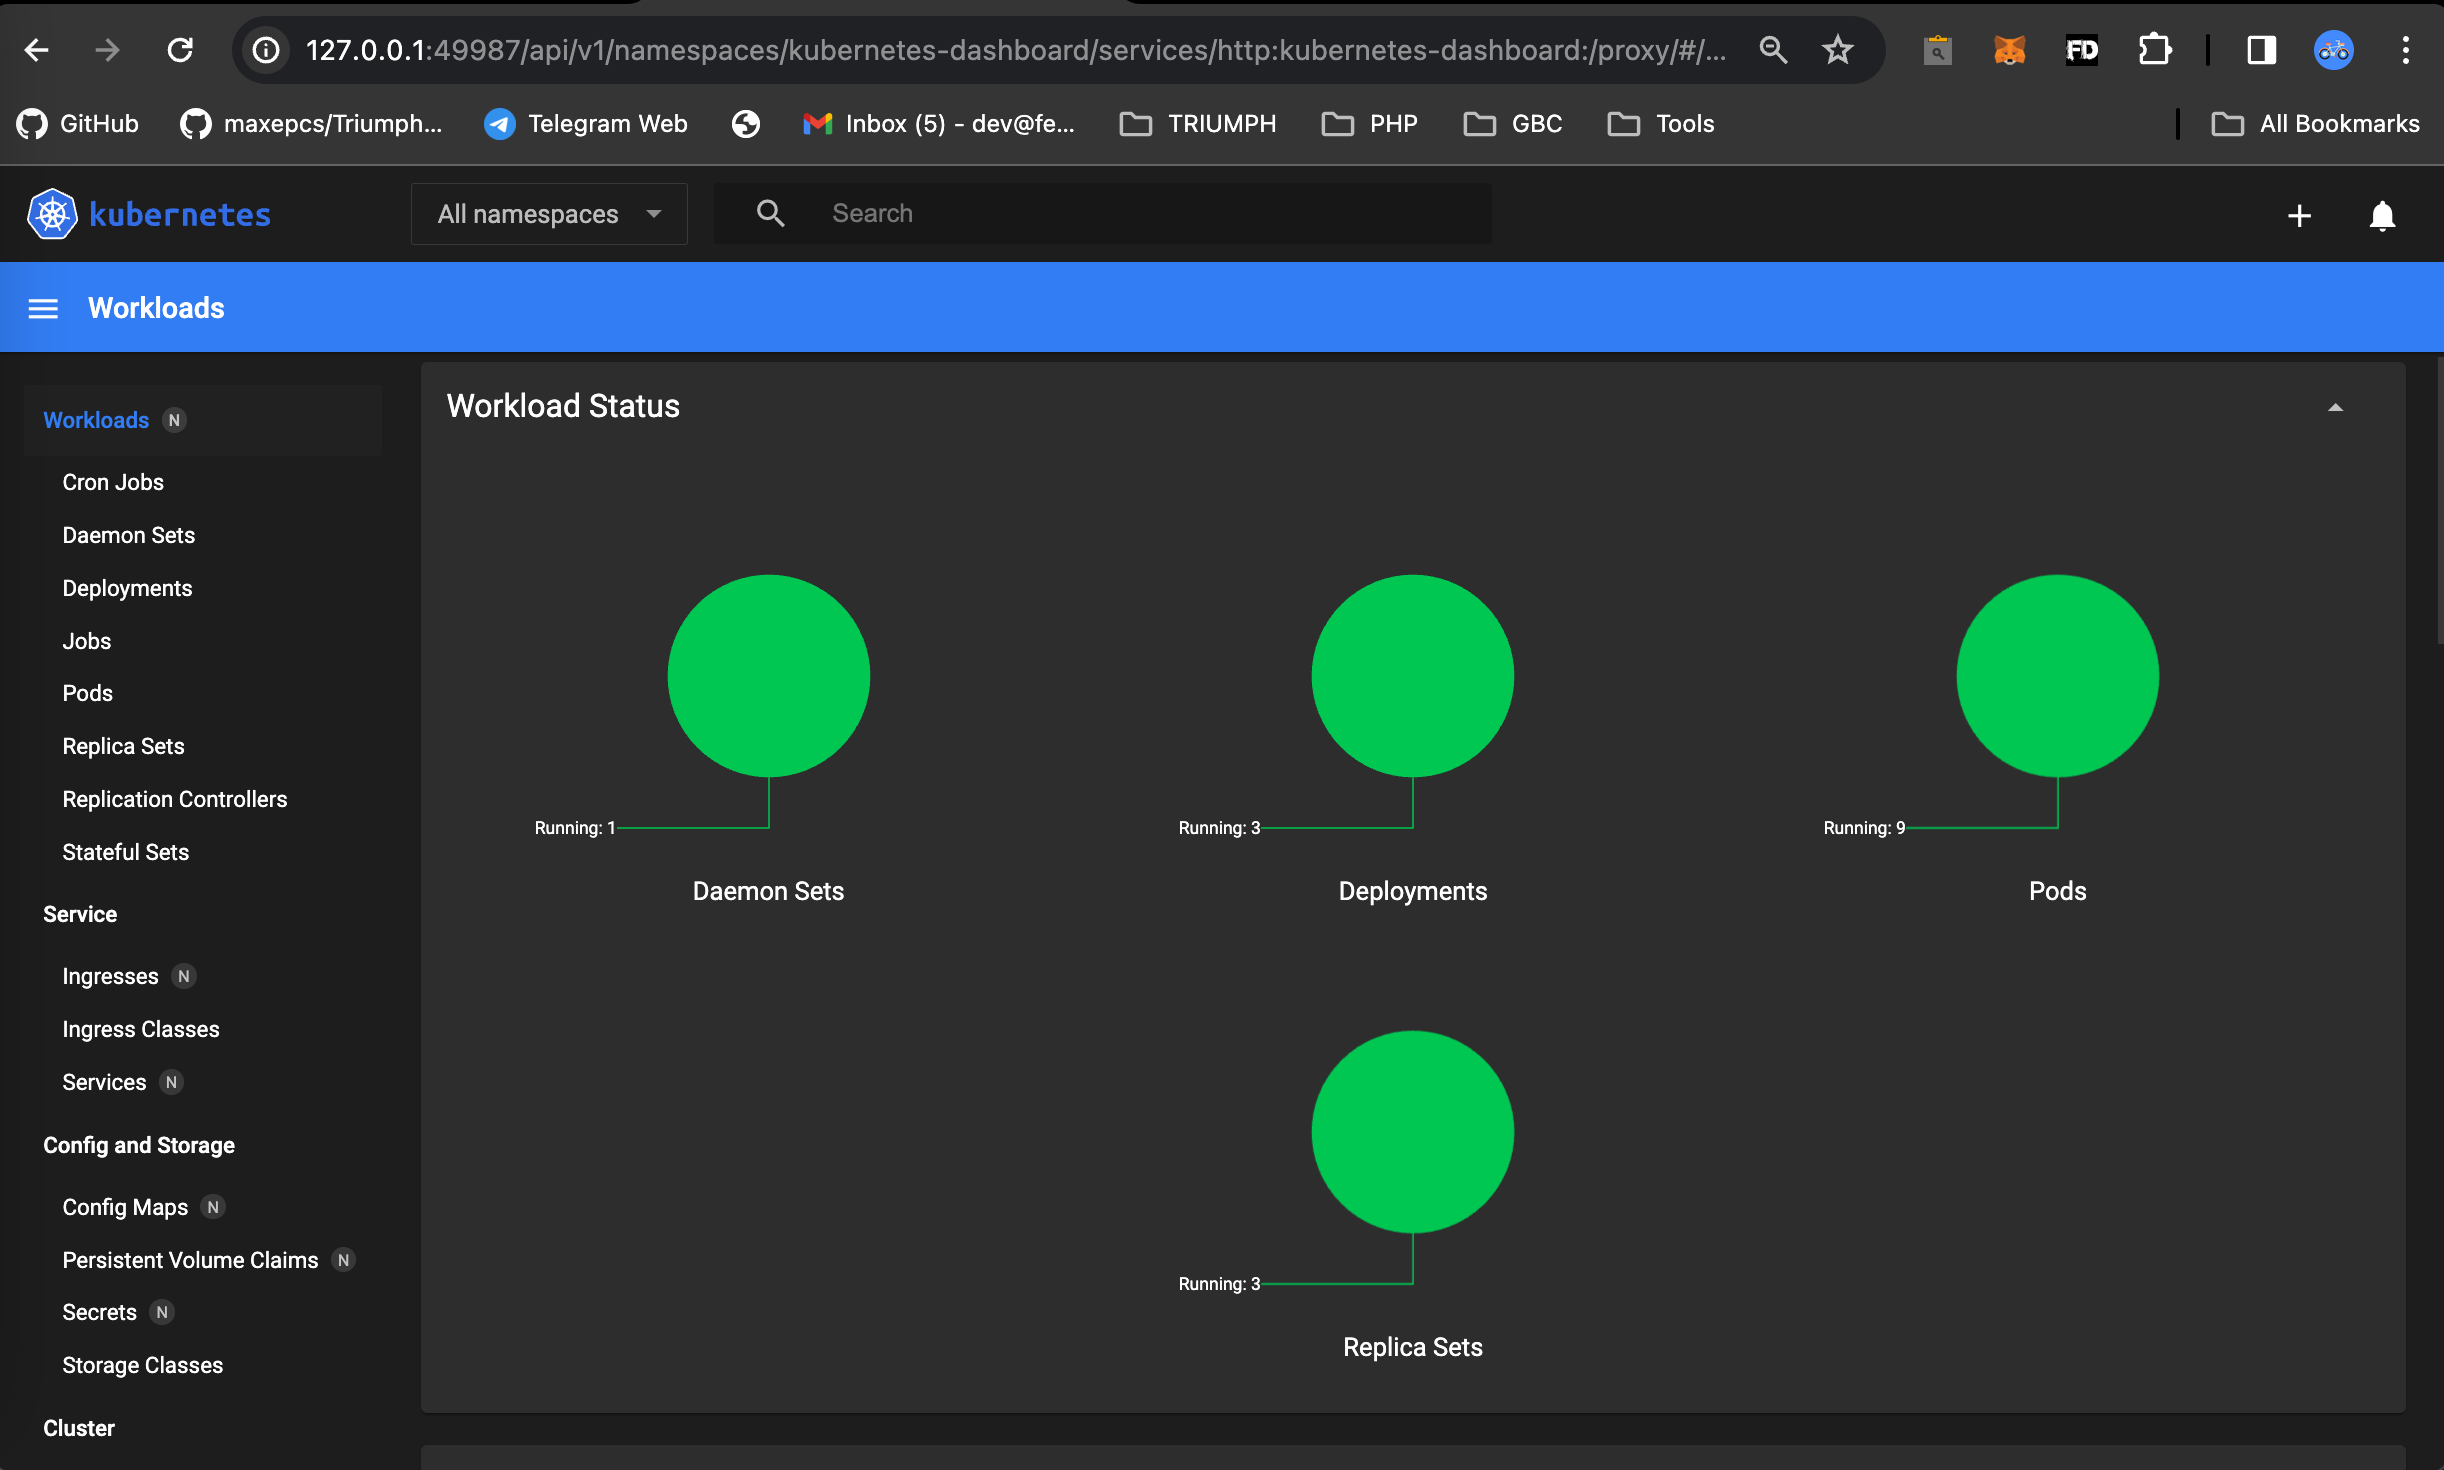 127.0.0.1:49987/api/v1/namespaces/kubernetes-dashboard/services/http:kubernetes-dashboard:/proxy/#/...
FD
GitHub
maxepcs/Triumph...
Telegram Web
Inbox (5) - dev@fe...
TRIUMPH
PHP
GBC
Tools
All Bookmarks
kubernetes
All namespaces
Search
Workloads
Workloads N
Cron Jobs
Daemon Sets
Deployments
Jobs
Pods
Replica Sets
Replication Controllers
Stateful Sets
Service
Ingresses N
Ingress Classes
Services N
Config and Storage
Config Maps N
Persistent Volume Claims N
Secrets N
Storage Classes
Cluster
Workload Status
Running: 1
Daemon Sets
Running: 3
Deployments
Running: 9
Pods
Running: 3
Replica Sets